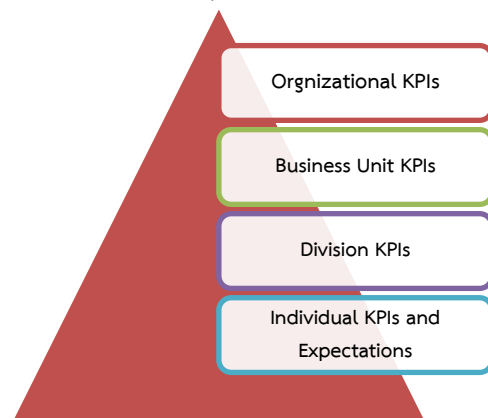 Orgnizational KPIs
Business Unit KPIs
Division KPIs
Individual KPIs and
Expectations